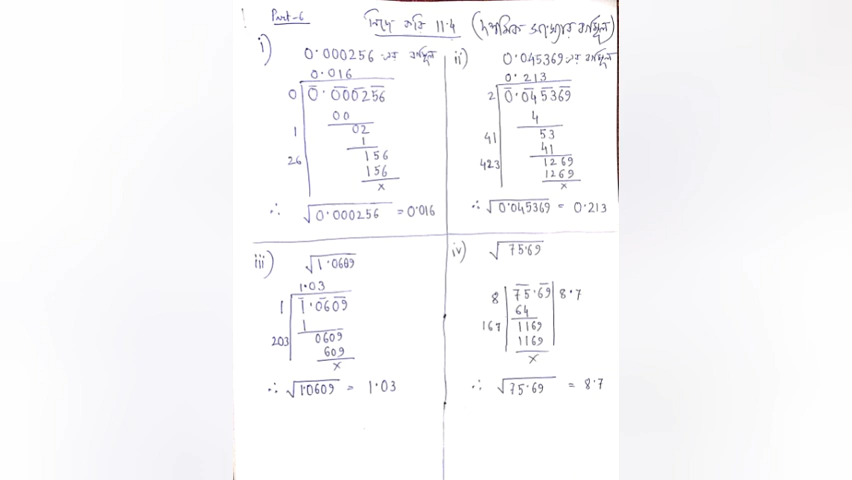 Part-6
নিজে করি 11.4 (দশমিক সংখ্যার বর্গমূল)
i) 0.000256 এর বর্গমূল
0.016
0 0.000256
00
1 02
1
26 156
156
x
∴ √0.000256 = 0.016
ii) 0.045369 এর বর্গমূল
0.213
2 0.045369
4
41 53
41
423 1269
1269
x
∴ √0.045369 = 0.213
iii) √1.0609
1.03
1 1.0609
1
203 0609
609
x
∴ √1.0609 = 1.03
iv) √75.69
8 75.69 8.7
64
167 1169
1169
x
∴ √75.69 = 8.7